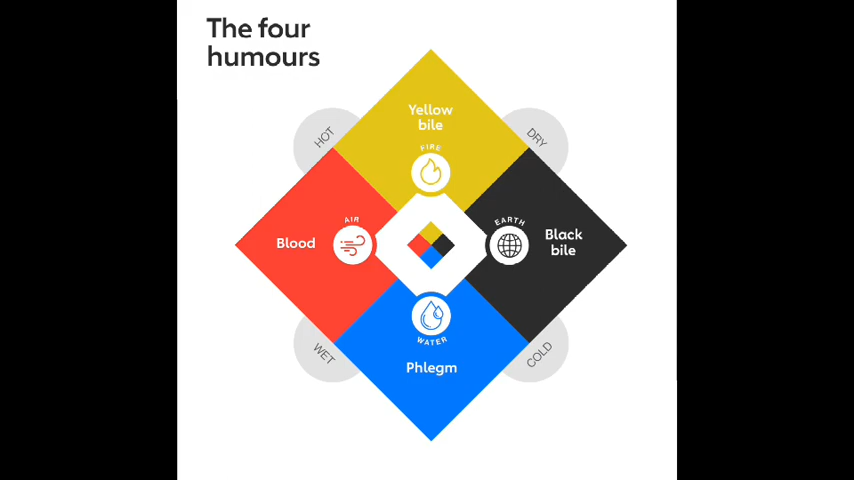 The four
humours
Yellow
bile
HOT
DRY
FIRE
AIR
EARTH
Blood
Black
bile
WATER
WET
COLD
Phlegm